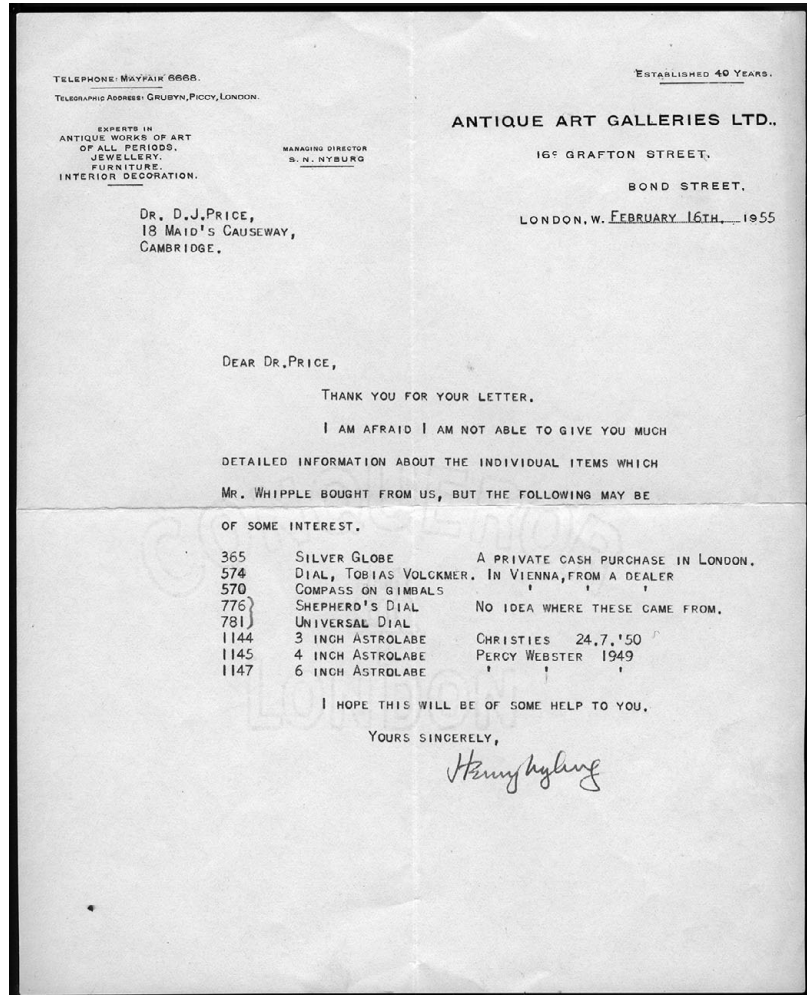 TELEPHONE: MAYFAIR 6668.
TELEGRAPHIC ADDRESS: GRUBYN, PICCY, LONDON.
EXPERTS IN
ANTIQUE WORKS OF ART
OF ALL PERIODS.
JEWELLERY.
FURNITURE.
INTERIOR DECORATION.
MANAGING DIRECTOR
S. N. NYBURG
ESTABLISHED 40 YEARS.
ANTIQUE ART GALLERIES LTD.,
16c GRAFTON STREET,
BOND STREET,
LONDON, W. FEBRUARY 16TH. 1955
DR. D.J.PRICE,
18 MAID'S CAUSEWAY,
CAMBRIDGE.
DEAR DR.PRICE,
THANK YOU FOR YOUR LETTER.
I AM AFRAID I AM NOT ABLE TO GIVE YOU MUCH
DETAILED INFORMATION ABOUT THE INDIVIDUAL ITEMS WHICH
MR. WHIPPLE BOUGHT FROM US, BUT THE FOLLOWING MAY BE
OF SOME INTEREST.
365 SILVER GLOBE A PRIVATE CASH PURCHASE IN LONDON.
574 DIAL, TOBIAS VOLCKMER. IN VIENNA,FROM A DEALER
570 COMPASS ON GIMBALS ' ' '
776} SHEPHERD'S DIAL NO IDEA WHERE THESE CAME FROM.
781} UNIVERSAL DIAL
1144 3 INCH ASTROLABE CHRISTIES 24.7.'50
1145 4 INCH ASTROLABE PERCY WEBSTER 1949
1147 6 INCH ASTROLABE ' ' '
I HOPE THIS WILL BE OF SOME HELP TO YOU.
YOURS SINCERELY,
Henry Nyburg
CONQUEROR
LONDON